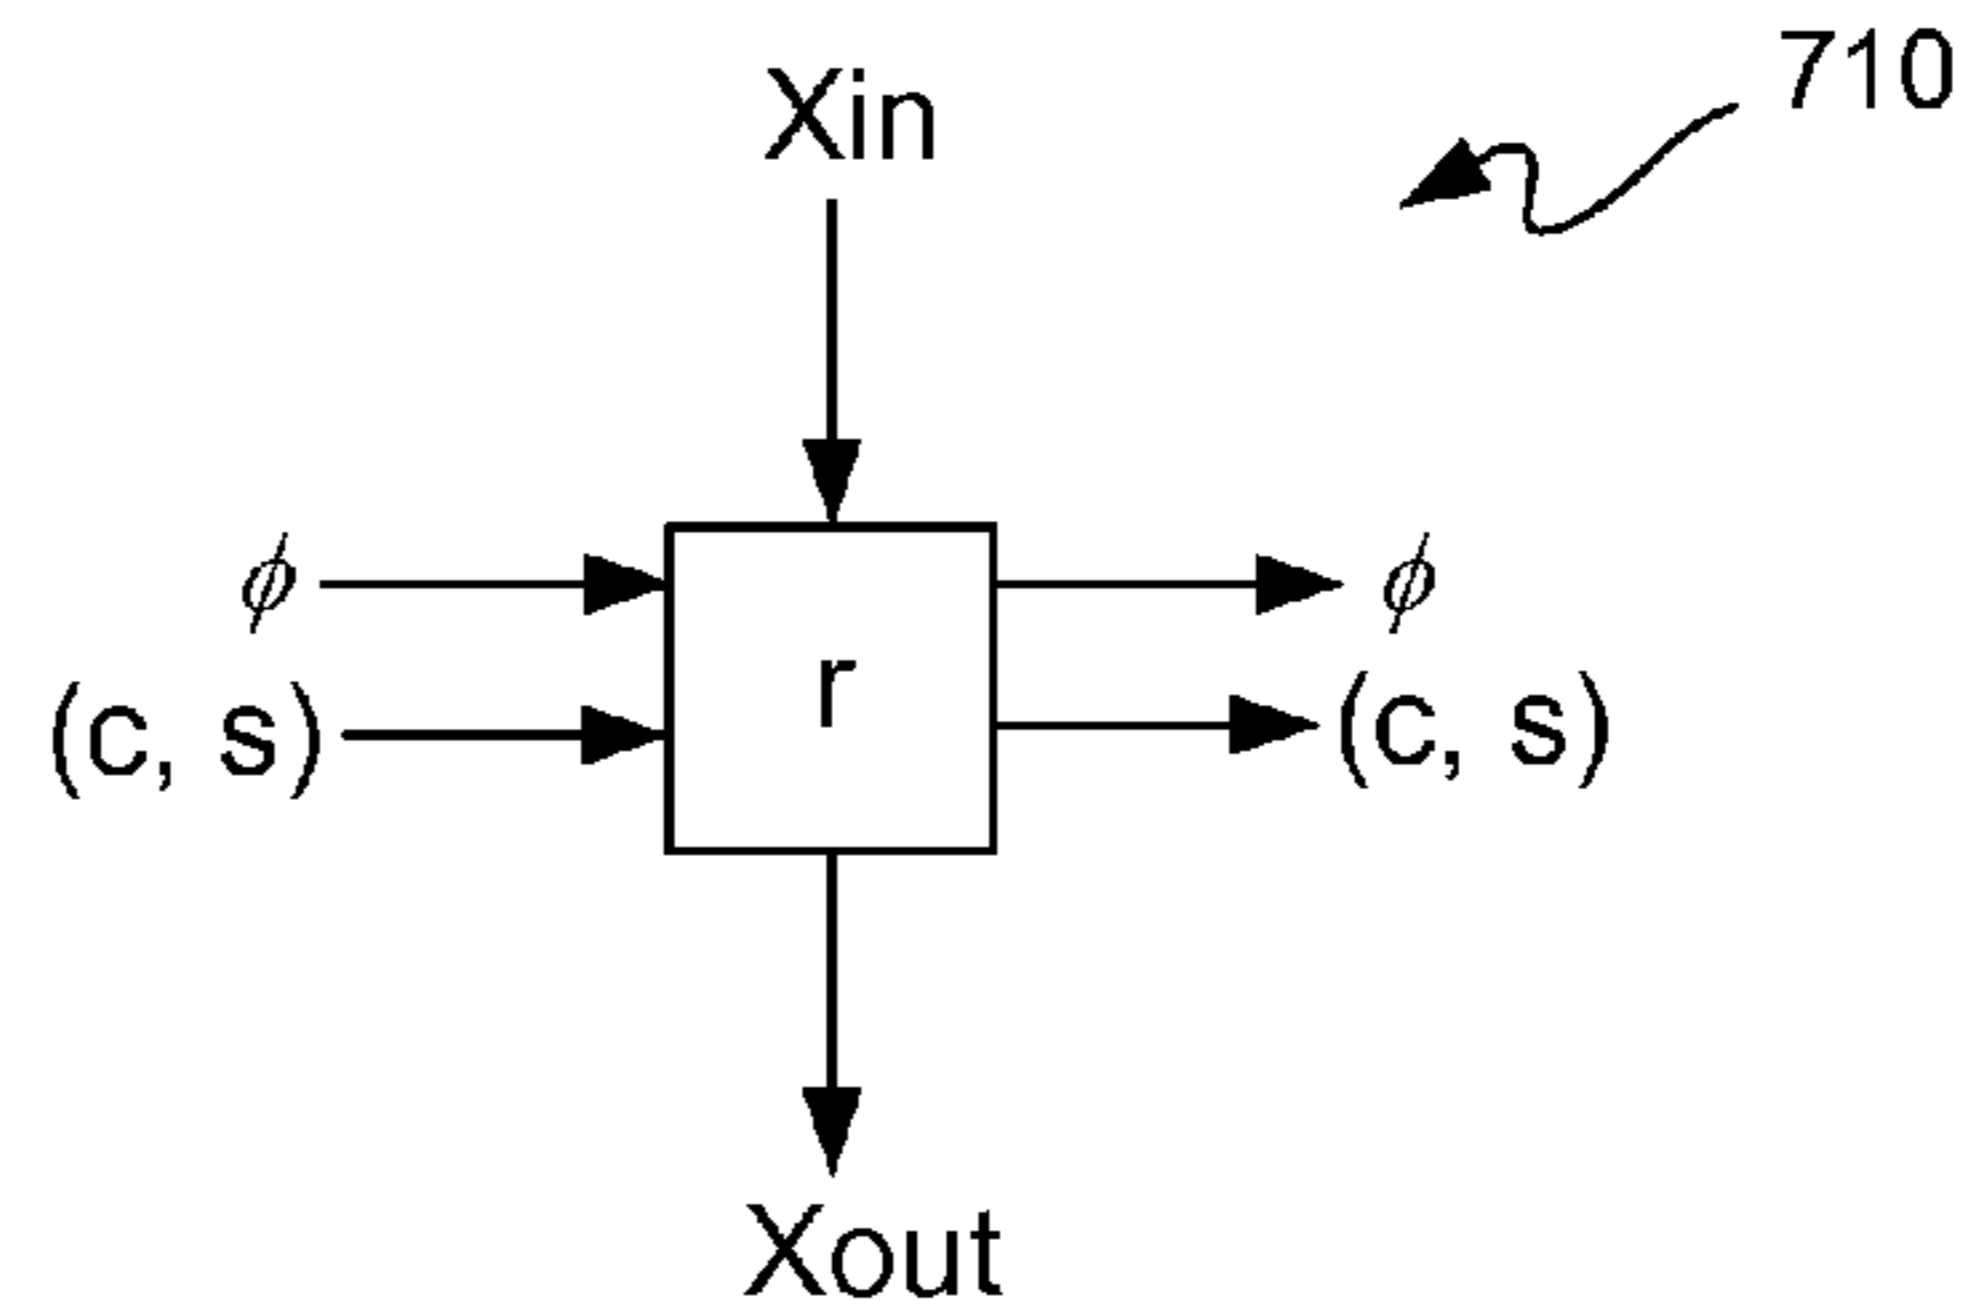 710
Xin
ϕ ϕ
r
(c, s) (c, s)
Xout